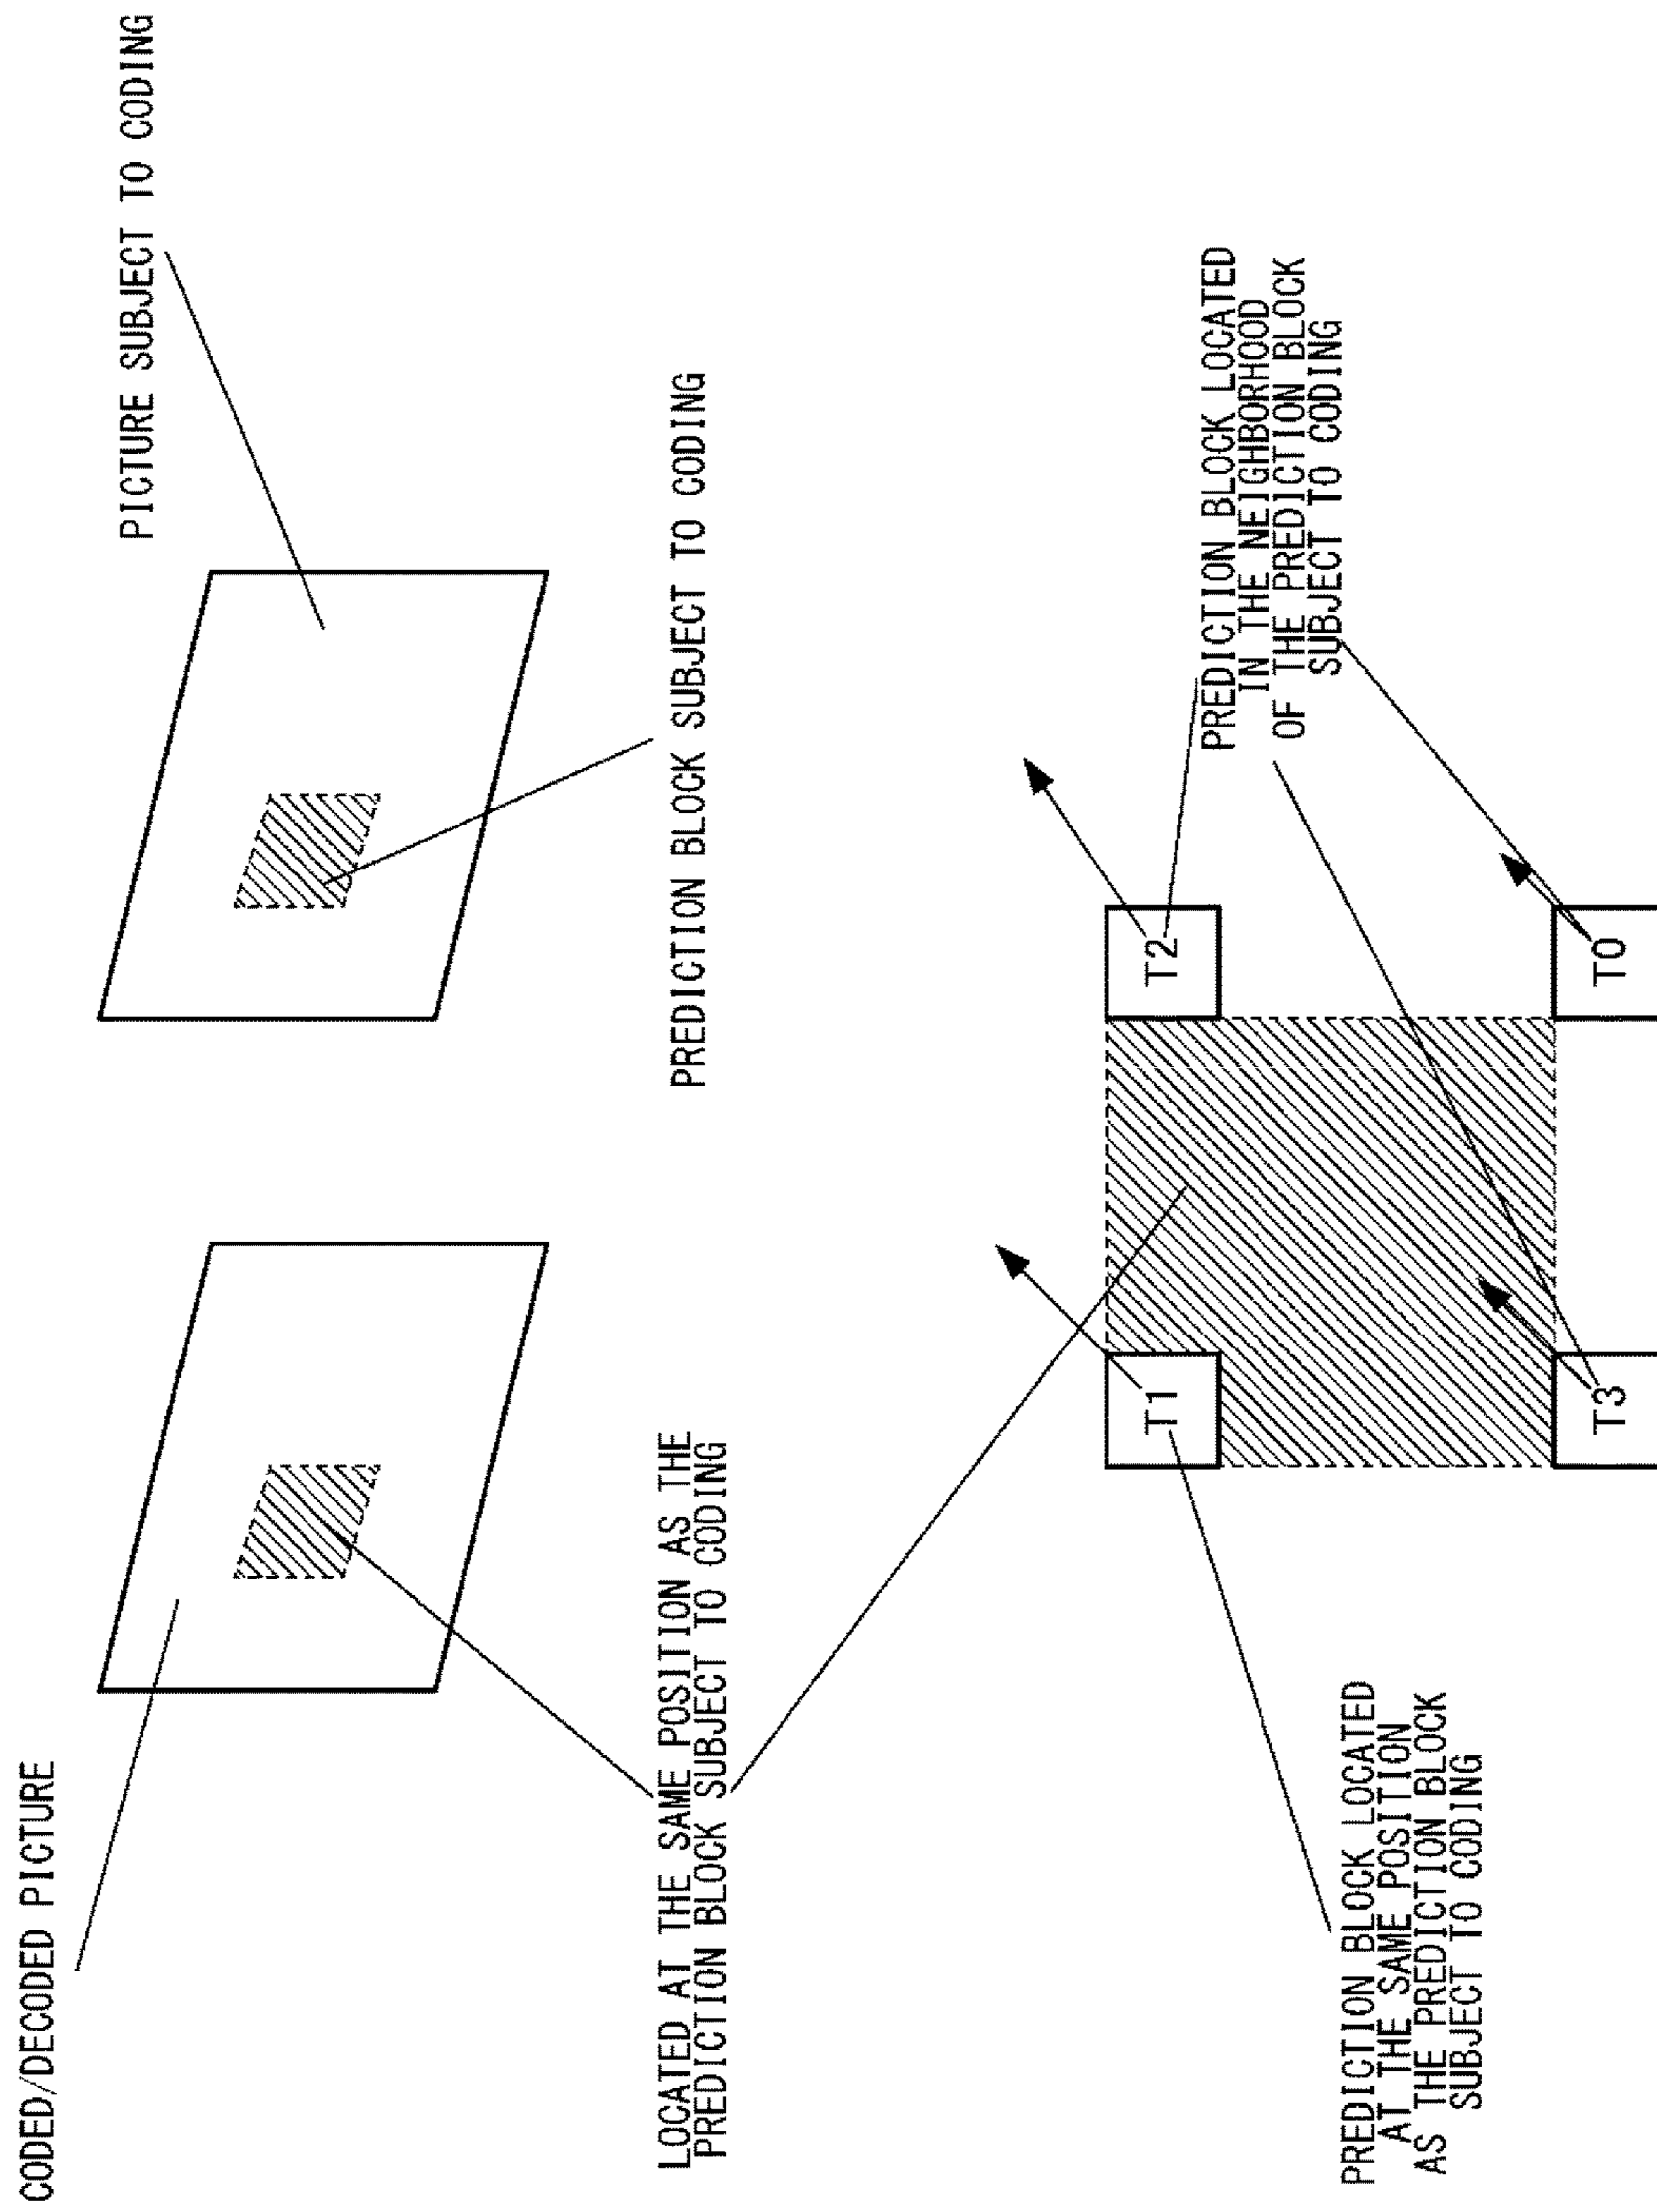 CODED/DECODED PICTURE
PICTURE SUBJECT TO CODING
LOCATED AT THE SAME POSITION AS THE
PREDICTION BLOCK SUBJECT TO CODING
PREDICTION BLOCK SUBJECT TO CODING
T1
T2
T3
T0
PREDICTION BLOCK LOCATED
AT THE SAME POSITION
AS THE PREDICTION BLOCK
SUBJECT TO CODING
PREDICTION BLOCK LOCATED
IN THE NEIGHBORHOOD
OF THE PREDICTION BLOCK
SUBJECT TO CODING